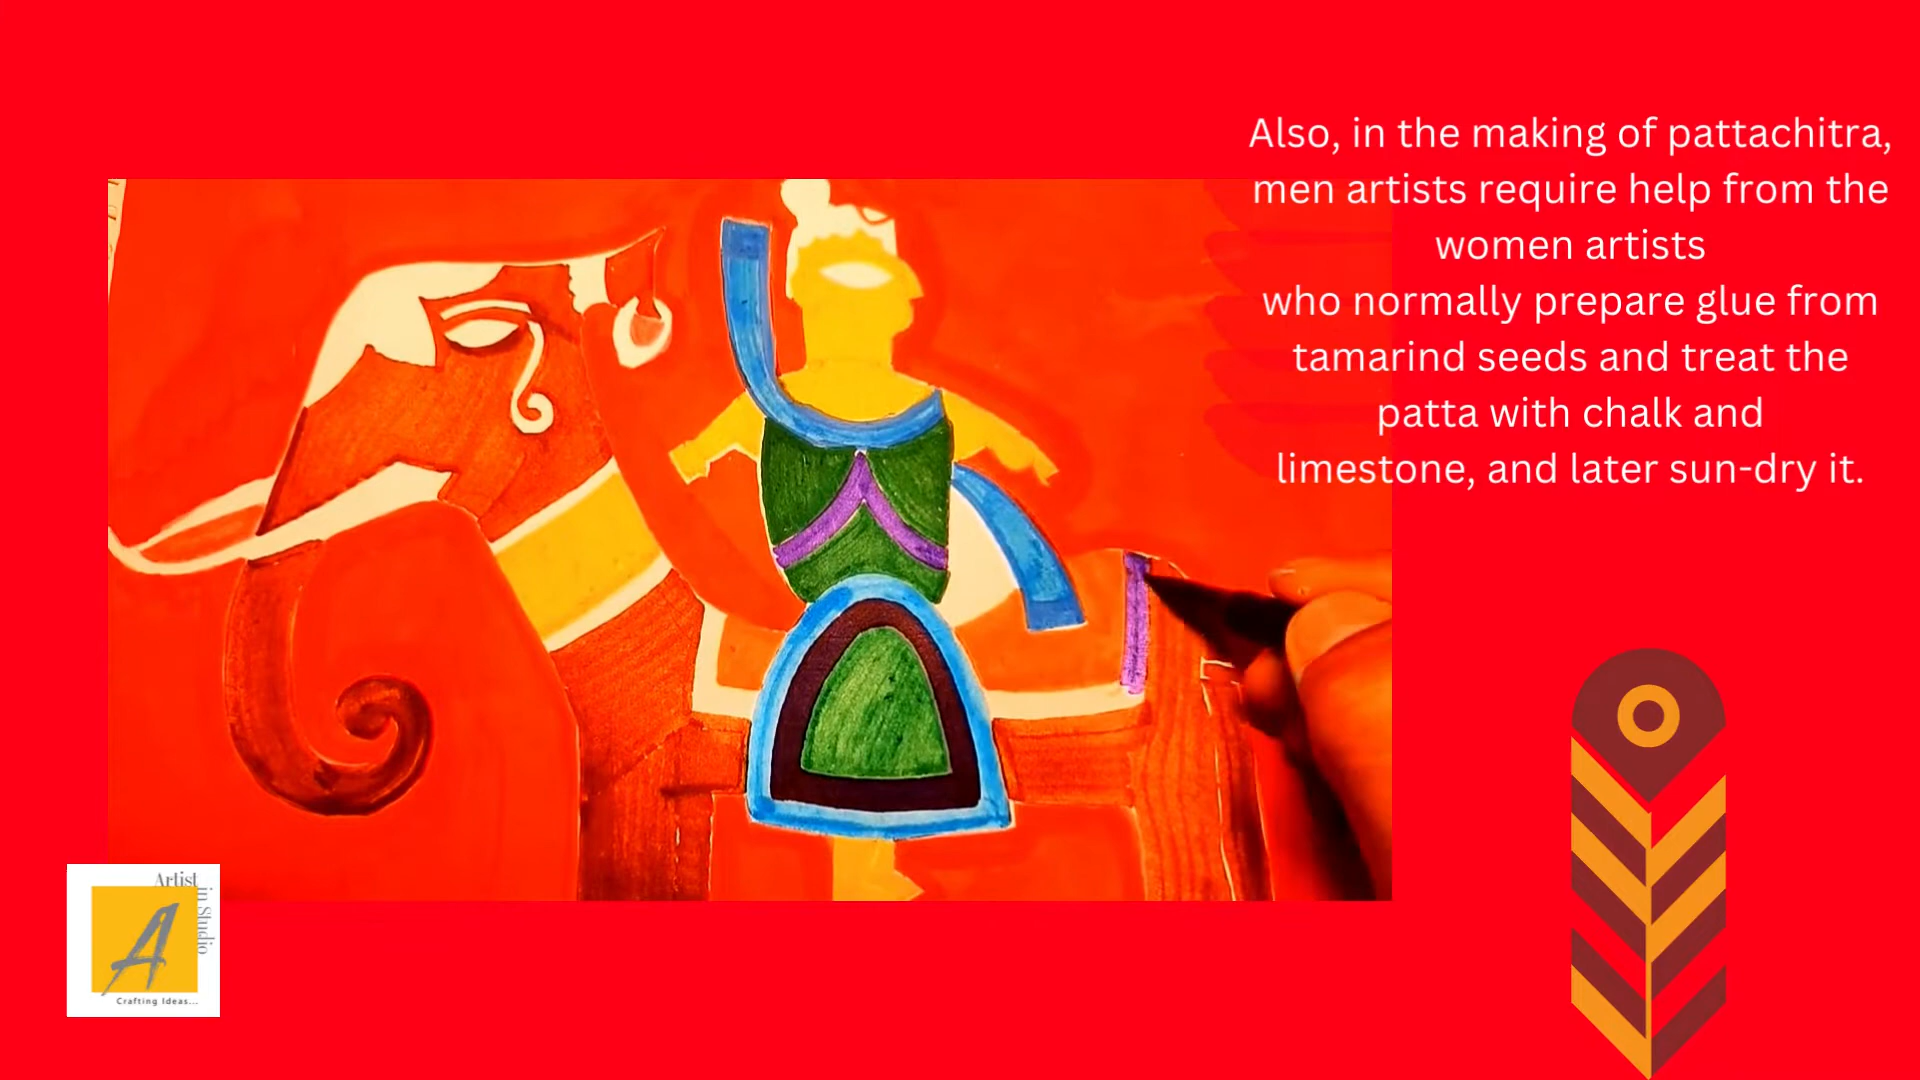 Also, in the making of pattachitra,
men artists require help from the
women artists
who normally prepare glue from
tamarind seeds and treat the
patta with chalk and
limestone, and later sun-dry it.
Artist
in Studio
A
Crafting Ideas...